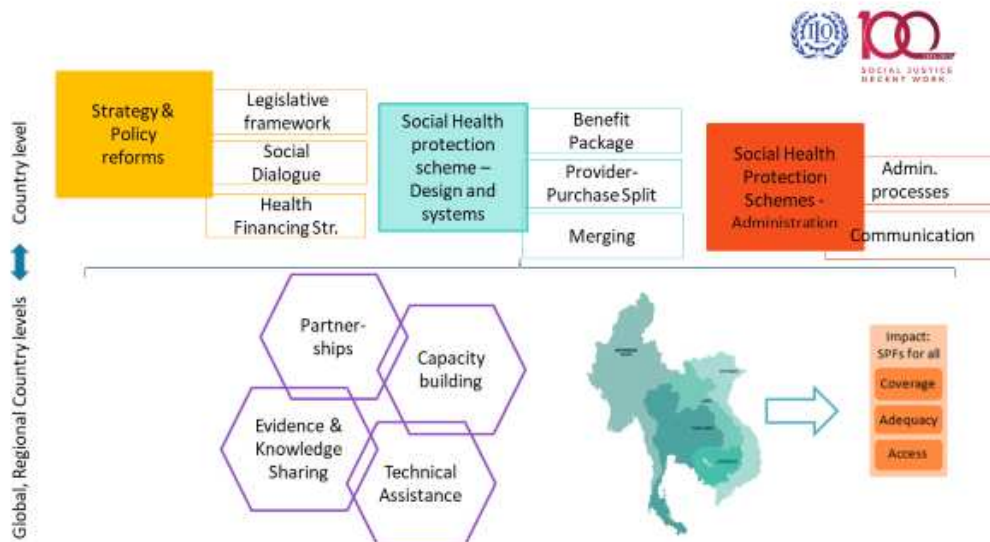 ILO
100
SOCIAL JUSTICE
DECENT WORK
Country level
Strategy &
Policy
reforms
Legislative
framework
Social
Dialogue
Health
Financing Str.
Social Health
protection
scheme –
Design and
systems
Benefit
Package
Provider-
Purchase Split
Merging
Social Health
Protection
Schemes -
Administration
Admin.
processes
Communication
Global, Regional Country levels
Partner-
ships
Capacity
building
Evidence &
Knowledge
Sharing
Technical
Assistance
Impact:
SPFs for all
Coverage
Adequacy
Access